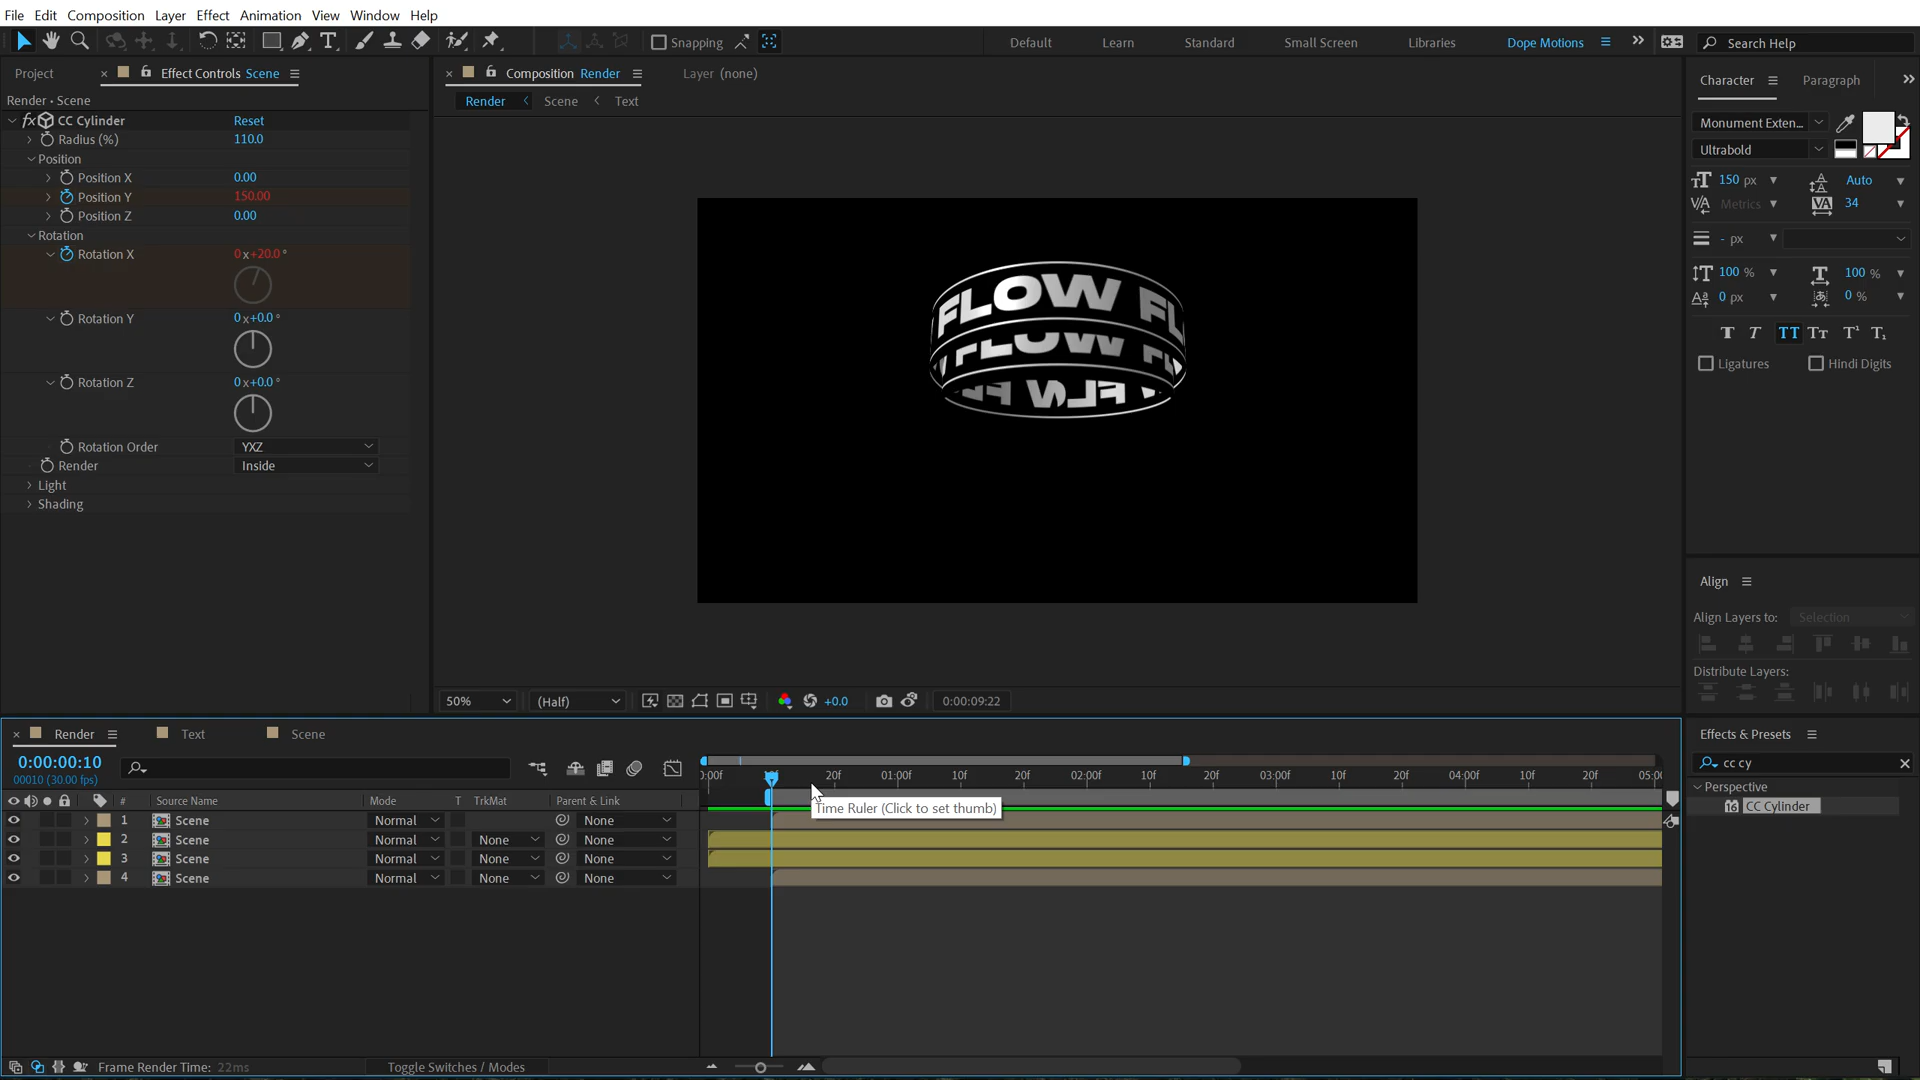 File Edit Composition Layer Effect Animation View Window Help
Snapping Default Learn Standard Small Screen Libraries Dope Motions Search Help
Project Effect Controls Scene Composition Render Layer (none) Character Paragraph
Render • Scene Render Scene Text
CC Cylinder Reset
Radius (%) 110.0
Position
Position X 0.00
Position Y 150.00
Position Z 0.00
Rotation
Rotation X 0 x+20.0 °
Rotation Y 0 x+0.0 °
Rotation Z 0 x+0.0 °
Rotation Order YXZ
Render Inside
Light
Shading
FLOW FL
FLOW
FLOW
Monument Exten...
Ultrabold
150 px Auto
Metrics 34
- px
100 % 100 %
0 px 0 %
Ligatures Hindi Digits
Align
Align Layers to: Selection
Distribute Layers:
50% (Half) +0.0 0:00:09:22
Render Text Scene
0:00:00:10
00010 (30.00 fps)
:00f 10f 20f 01:00f 10f 20f 02:00f 10f 20f 03:00f 10f 20f 04:00f 10f 20f 05:00
# Source Name Mode T TrkMat Parent & Link
Time Ruler (Click to set thumb)
1 Scene Normal None
2 Scene Normal None None
3 Scene Normal None None
4 Scene Normal None None
Effects & Presets
cc cy
Perspective
CC Cylinder
Frame Render Time: 22ms Toggle Switches / Modes